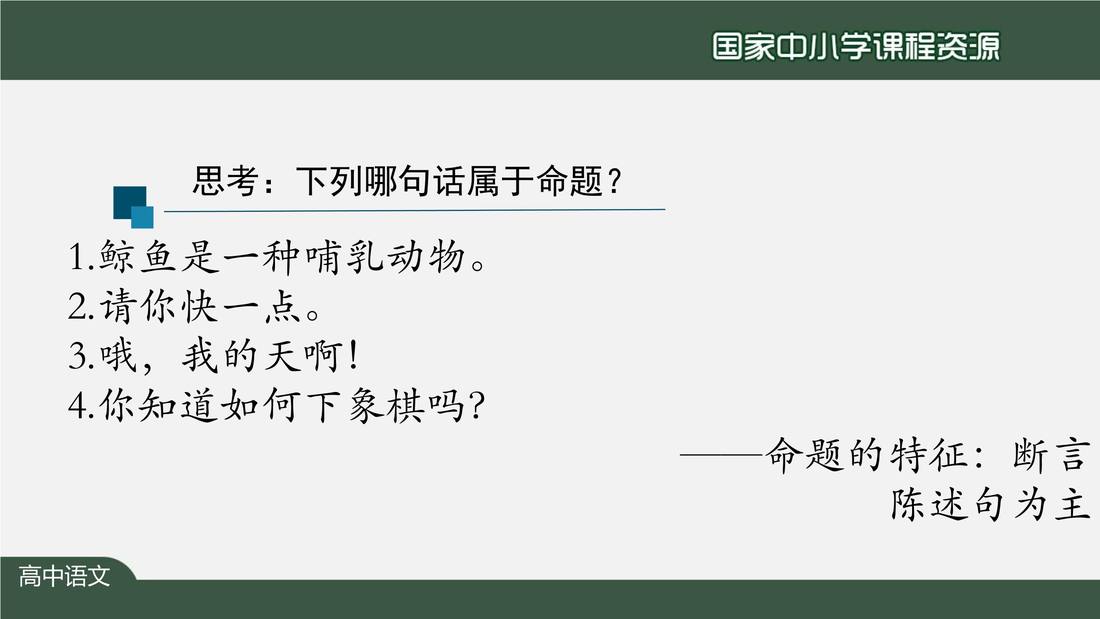 国家中小学课程资源
思考：下列哪句话属于命题？
1.鲸鱼是一种哺乳动物。
2.请你快一点。
3.哦，我的天啊！
4.你知道如何下象棋吗？
——命题的特征：断言
陈述句为主
高中语文